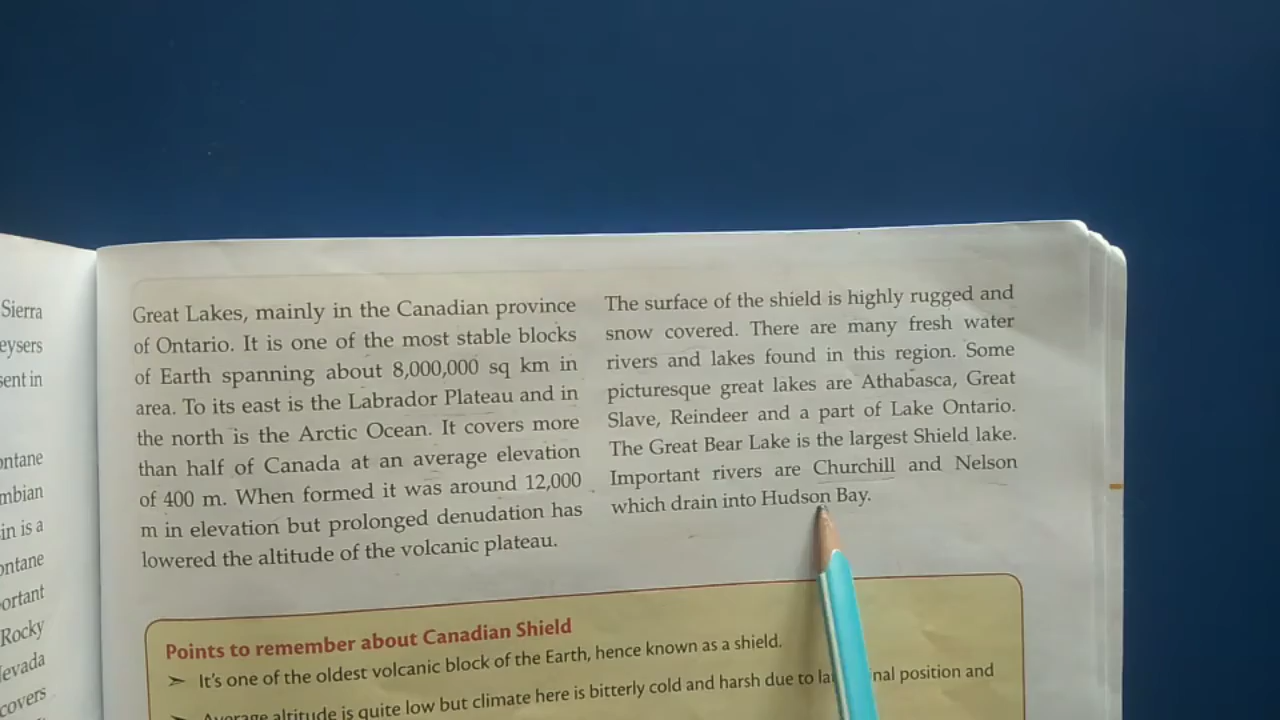 Sierra
eysers
sent in
ontane
mbian
in is a
ontane
ortant
Rocky
levada
covers
Great Lakes, mainly in the Canadian province
of Ontario. It is one of the most stable blocks
of Earth spanning about 8,000,000 sq km in
area. To its east is the Labrador Plateau and in
the north is the Arctic Ocean. It covers more
than half of Canada at an average elevation
of 400 m. When formed it was around 12,000
m in elevation but prolonged denudation has
lowered the altitude of the volcanic plateau.
The surface of the shield is highly rugged and
snow covered. There are many fresh water
rivers and lakes found in this region. Some
picturesque great lakes are Athabasca, Great
Slave, Reindeer and a part of Lake Ontario.
The Great Bear Lake is the largest Shield lake.
Important rivers are Churchill and Nelson
which drain into Hudson Bay.
Points to remember about Canadian Shield
➤ It's one of the oldest volcanic block of the Earth, hence known as a shield.
➤ Average altitude is quite low but climate here is bitterly cold and harsh due to position and